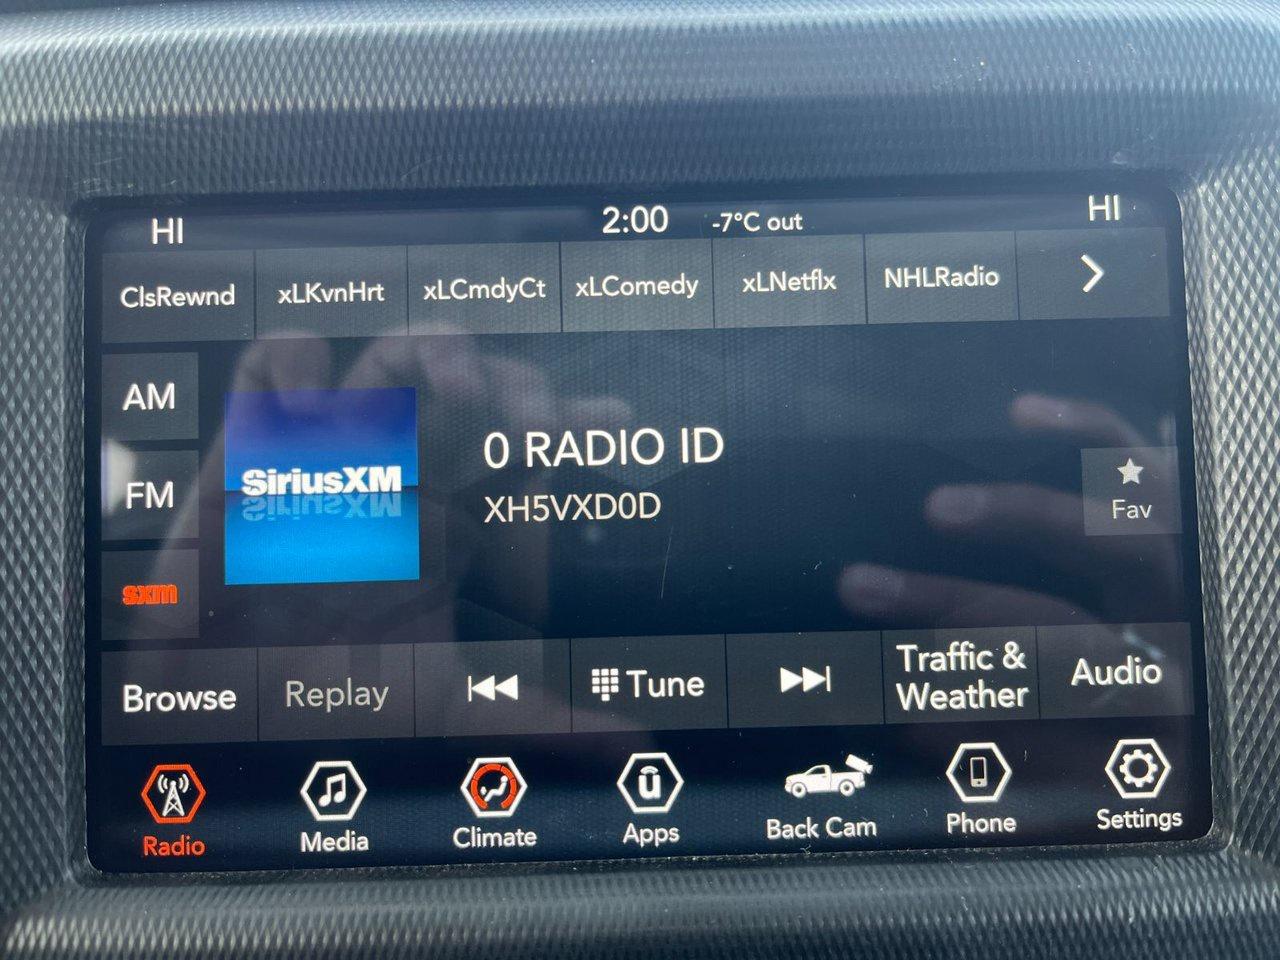 HI 2:00 -7°C out HI
ClsRewnd xLKvnHrt xLCmdyCt xLComedy xLNetflx NHLRadio
AM
FM
sxm
SiriusXM
0 RADIO ID
XH5VXD0D
Fav
Browse Replay Tune Traffic & Weather Audio
Radio Media Climate Apps Back Cam Phone Settings